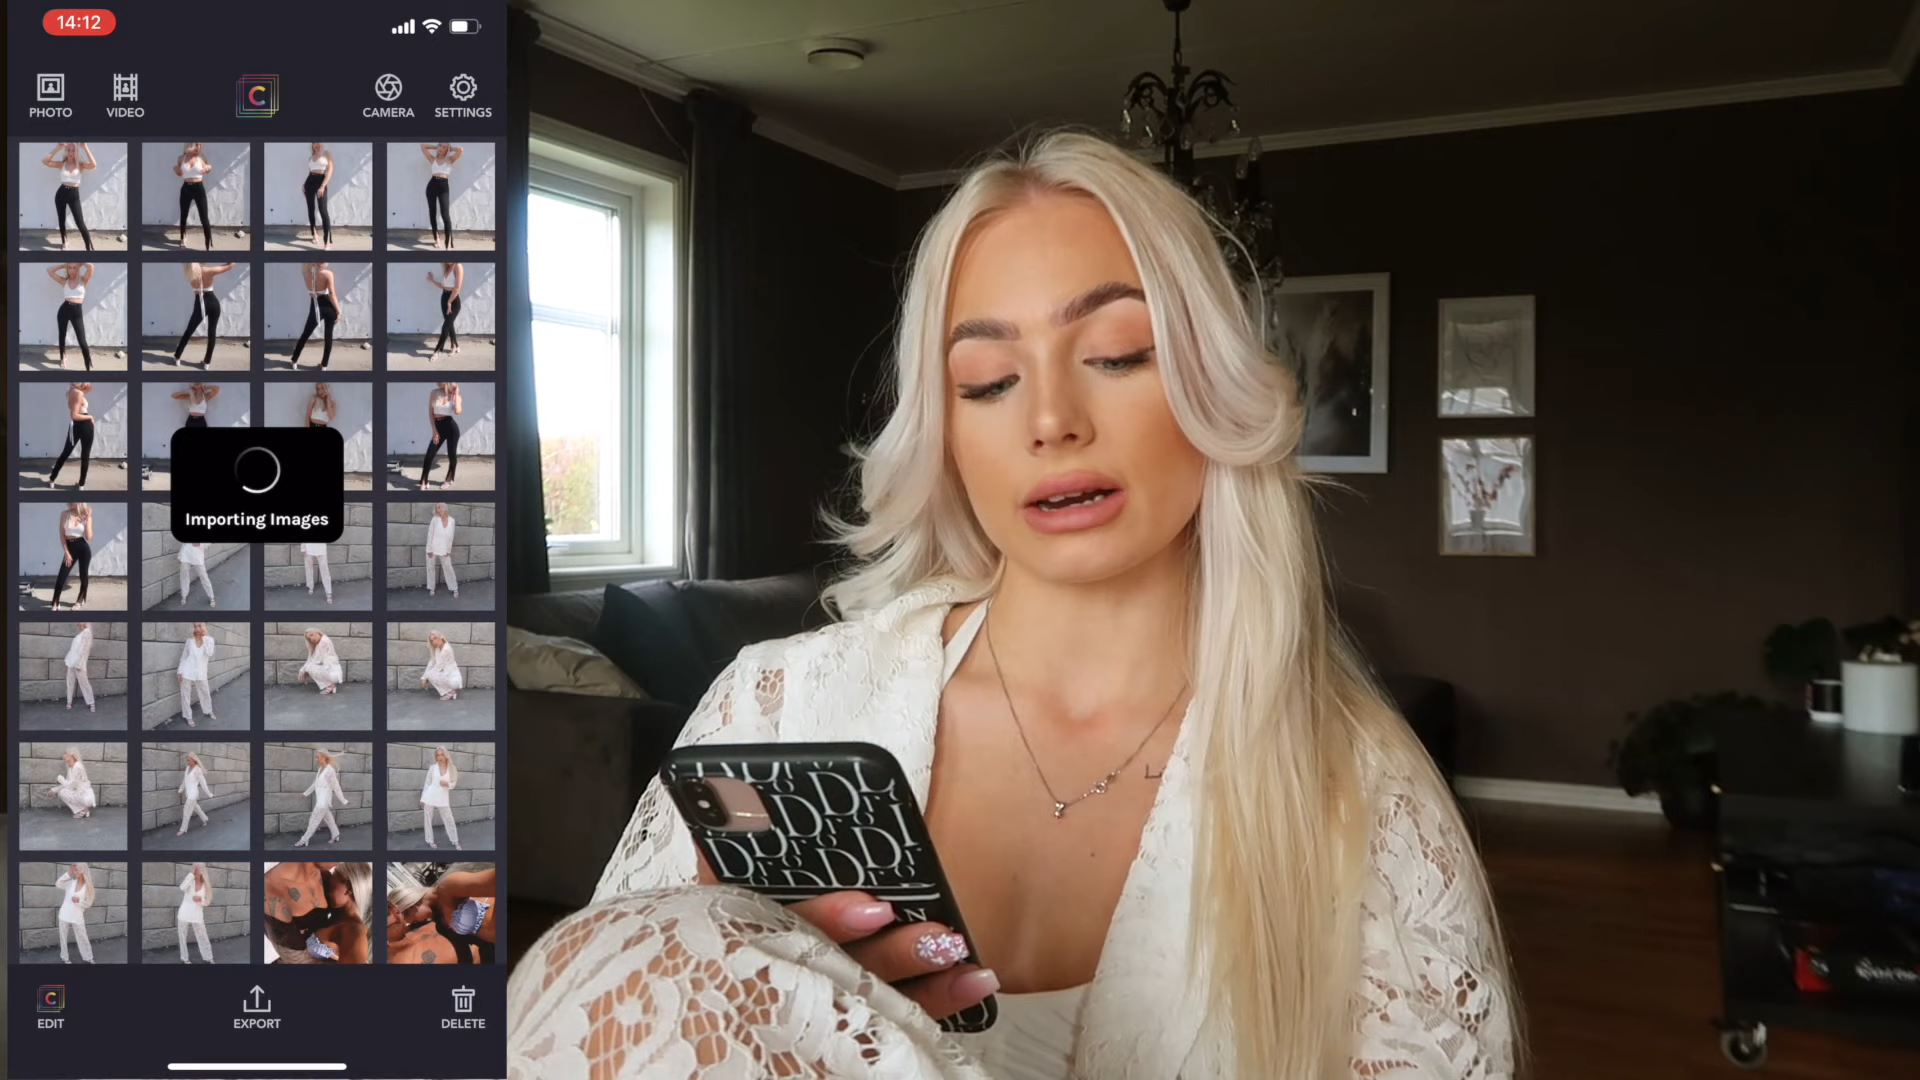 14:12
PHOTO
VIDEO
C
CAMERA
SETTINGS
Importing Images
C
EDIT
EXPORT
DELETE